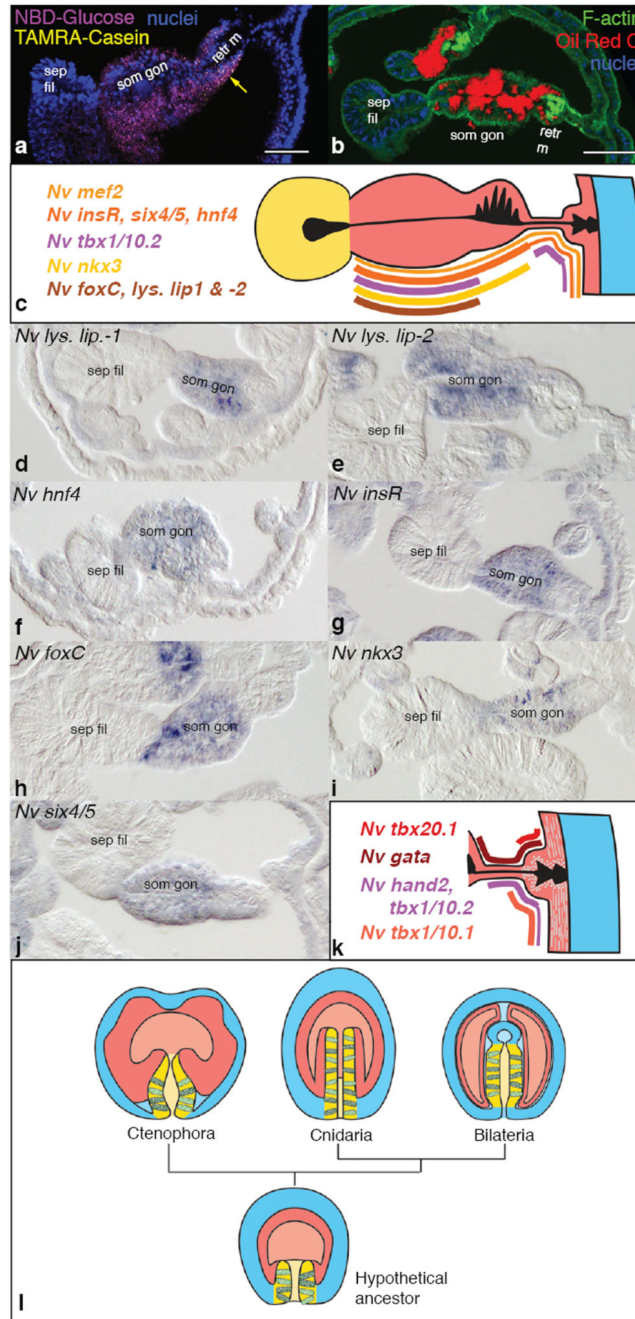 NBD-Glucose nuclei
TAMRA-Casein
sep
fil
som gon
retr m
a
F-actin
Oil Red O
nuclei
sep
fil
som gon
retr
m
b
Nv mef2
Nv insR, six4/5, hnf4
Nv tbx1/10.2
Nv nkx3
Nv foxC, lys. lip1 & -2
c
Nv lys. lip.-1
sep fil
som gon
d
Nv lys. lip-2
som gon
sep fil
e
Nv hnf4
som gon
sep fil
f
Nv insR
sep fil
som gon
g
Nv foxC
sep fil
som gon
h
Nv nkx3
sep fil
som gon
i
Nv six4/5
sep fil
som gon
j
Nv tbx20.1
Nv gata
Nv hand2,
tbx1/10.2
Nv tbx1/10.1
k
Ctenophora
Cnidaria
Bilateria
Hypothetical
ancestor
l